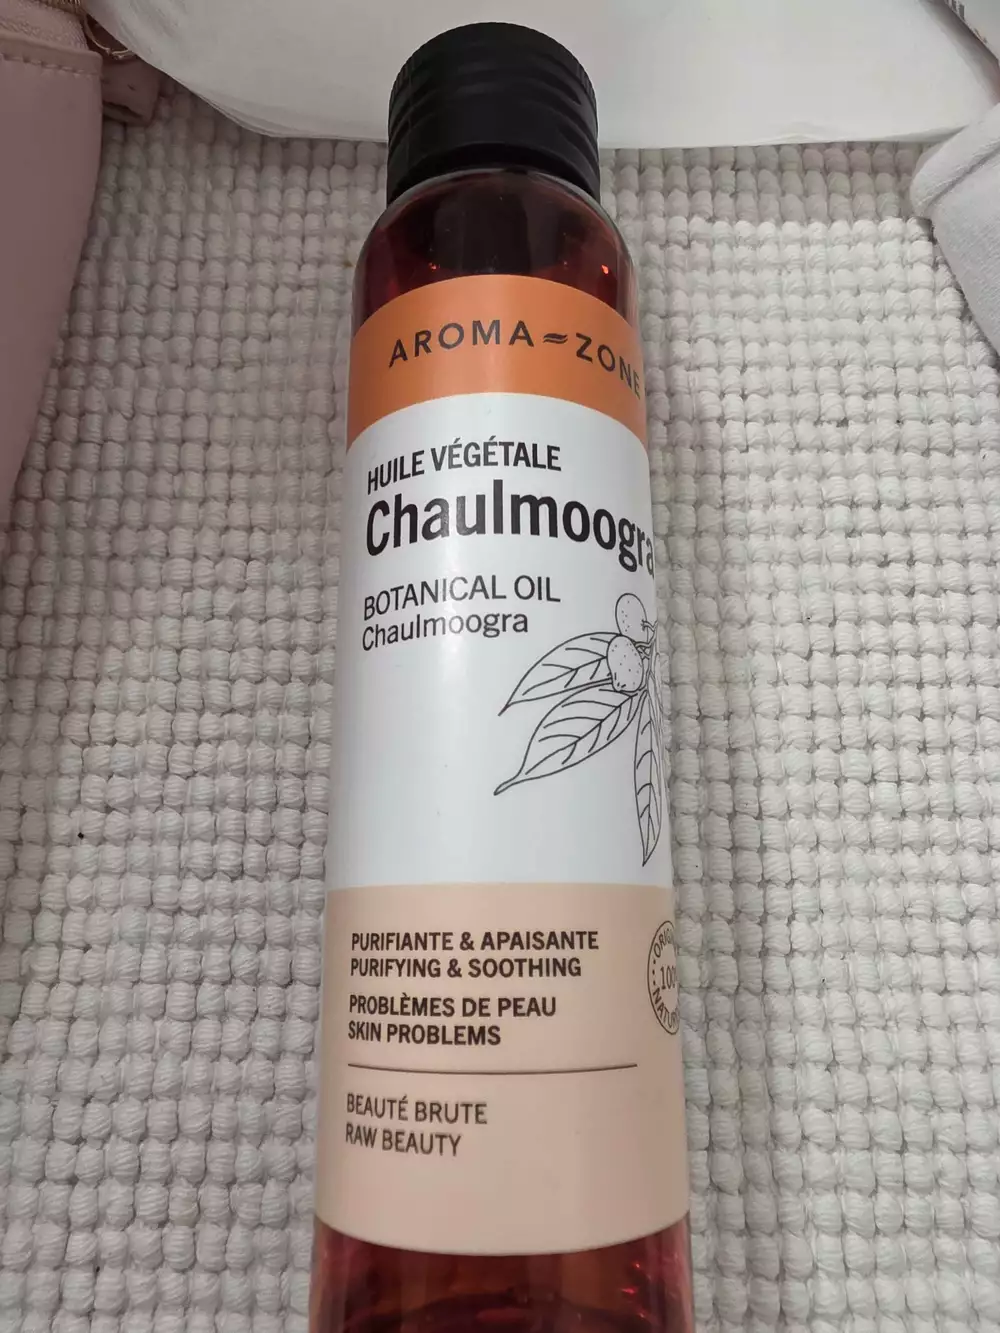 AROMA ZONE
HUILE VÉGÉTALE
Chaulmoogra
BOTANICAL OIL
Chaulmoogra
PURIFIANTE & APAISANTE
PURIFYING & SOOTHING
PROBLÈMES DE PEAU
SKIN PROBLEMS
BEAUTÉ BRUTE
RAW BEAUTY